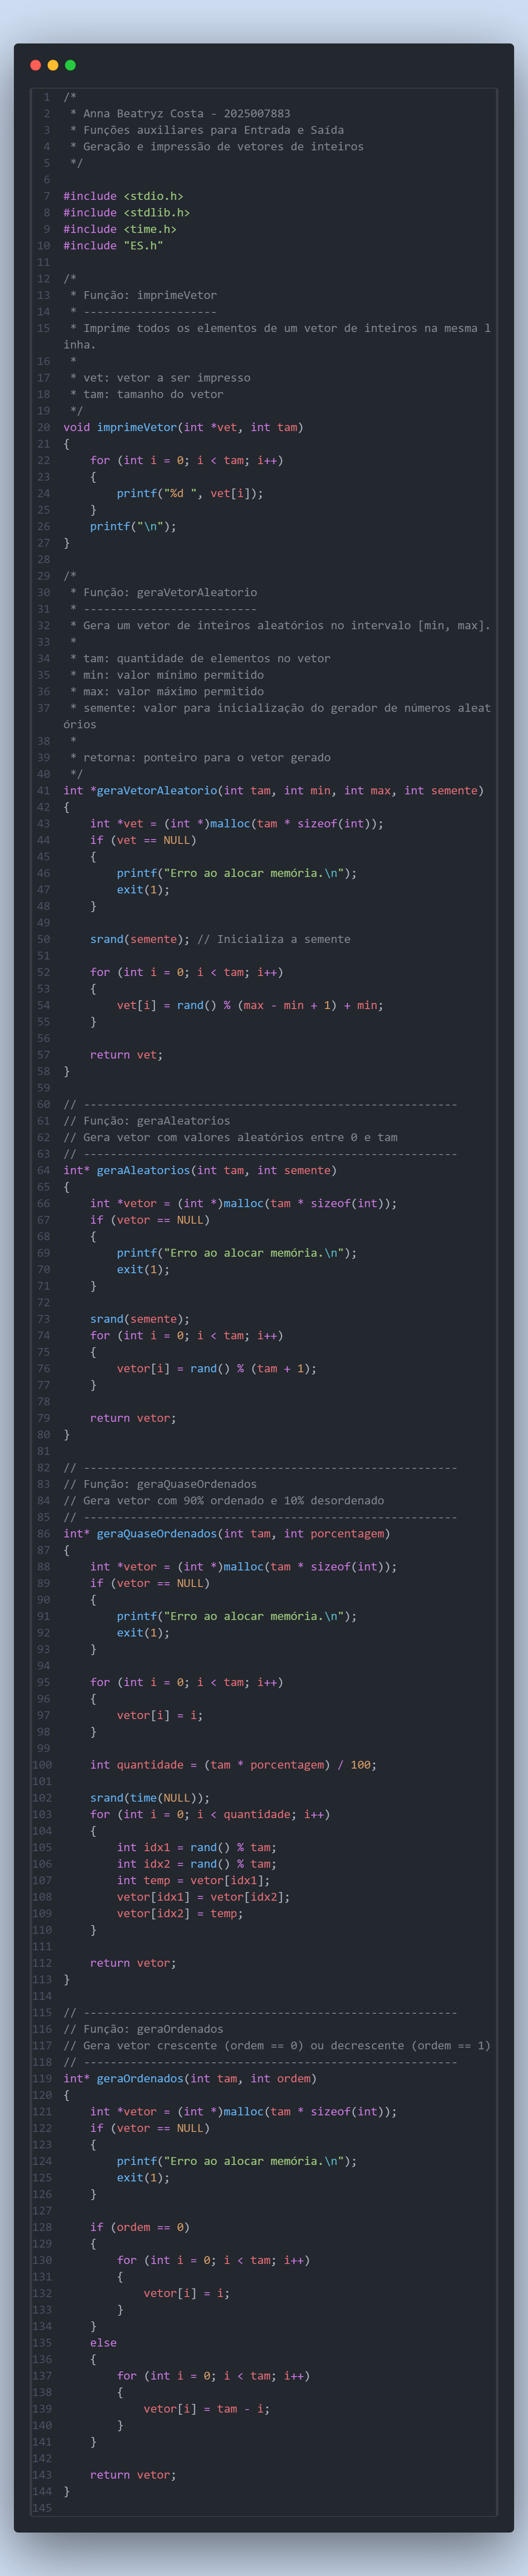 1 /*
2  * Anna Beatryz Costa - 2025007883
3  * Funções auxiliares para Entrada e Saída
4  * Geração e impressão de vetores de inteiros
5  */
6
7 #include <stdio.h>
8 #include <stdlib.h>
9 #include <time.h>
10 #include "ES.h"
11
12 /*
13  * Função: imprimeVetor
14  * --------------------
15  * Imprime todos os elementos de um vetor de inteiros na mesma l
inha.
16  *
17  * vet: vetor a ser impresso
18  * tam: tamanho do vetor
19  */
20 void imprimeVetor(int *vet, int tam)
21 {
22     for (int i = 0; i < tam; i++)
23     {
24         printf("%d ", vet[i]);
25     }
26     printf("\n");
27 }
28
29 /*
30  * Função: geraVetorAleatorio
31  * --------------------------
32  * Gera um vetor de inteiros aleatórios no intervalo [min, max].
33  *
34  * tam: quantidade de elementos no vetor
35  * min: valor mínimo permitido
36  * max: valor máximo permitido
37  * semente: valor para inicialização do gerador de números aleat
órios
38  *
39  * retorna: ponteiro para o vetor gerado
40  */
41 int *geraVetorAleatorio(int tam, int min, int max, int semente)
42 {
43     int *vet = (int *)malloc(tam * sizeof(int));
44     if (vet == NULL)
45     {
46         printf("Erro ao alocar memória.\n");
47         exit(1);
48     }
49
50     srand(semente); // Inicializa a semente
51
52     for (int i = 0; i < tam; i++)
53     {
54         vet[i] = rand() % (max - min + 1) + min;
55     }
56
57     return vet;
58 }
59
60 // --------------------------------------------------------
61 // Função: geraAleatorios
62 // Gera vetor com valores aleatórios entre 0 e tam
63 // --------------------------------------------------------
64 int* geraAleatorios(int tam, int semente)
65 {
66     int *vetor = (int *)malloc(tam * sizeof(int));
67     if (vetor == NULL)
68     {
69         printf("Erro ao alocar memória.\n");
70         exit(1);
71     }
72
73     srand(semente);
74     for (int i = 0; i < tam; i++)
75     {
76         vetor[i] = rand() % (tam + 1);
77     }
78
79     return vetor;
80 }
81
82 // --------------------------------------------------------
83 // Função: geraQuaseOrdenados
84 // Gera vetor com 90% ordenado e 10% desordenado
85 // --------------------------------------------------------
86 int* geraQuaseOrdenados(int tam, int porcentagem)
87 {
88     int *vetor = (int *)malloc(tam * sizeof(int));
89     if (vetor == NULL)
90     {
91         printf("Erro ao alocar memória.\n");
92         exit(1);
93     }
94
95     for (int i = 0; i < tam; i++)
96     {
97         vetor[i] = i;
98     }
99
100     int quantidade = (tam * porcentagem) / 100;
101
102     srand(time(NULL));
103     for (int i = 0; i < quantidade; i++)
104     {
105         int idx1 = rand() % tam;
106         int idx2 = rand() % tam;
107         int temp = vetor[idx1];
108         vetor[idx1] = vetor[idx2];
109         vetor[idx2] = temp;
110     }
111
112     return vetor;
113 }
114
115 // --------------------------------------------------------
116 // Função: geraOrdenados
117 // Gera vetor crescente (ordem == 0) ou decrescente (ordem == 1)
118 // --------------------------------------------------------
119 int* geraOrdenados(int tam, int ordem)
120 {
121     int *vetor = (int *)malloc(tam * sizeof(int));
122     if (vetor == NULL)
123     {
124         printf("Erro ao alocar memória.\n");
125         exit(1);
126     }
127
128     if (ordem == 0)
129     {
130         for (int i = 0; i < tam; i++)
131         {
132             vetor[i] = i;
133         }
134     }
135     else
136     {
137         for (int i = 0; i < tam; i++)
138         {
139             vetor[i] = tam - i;
140         }
141     }
142
143     return vetor;
144 }
145